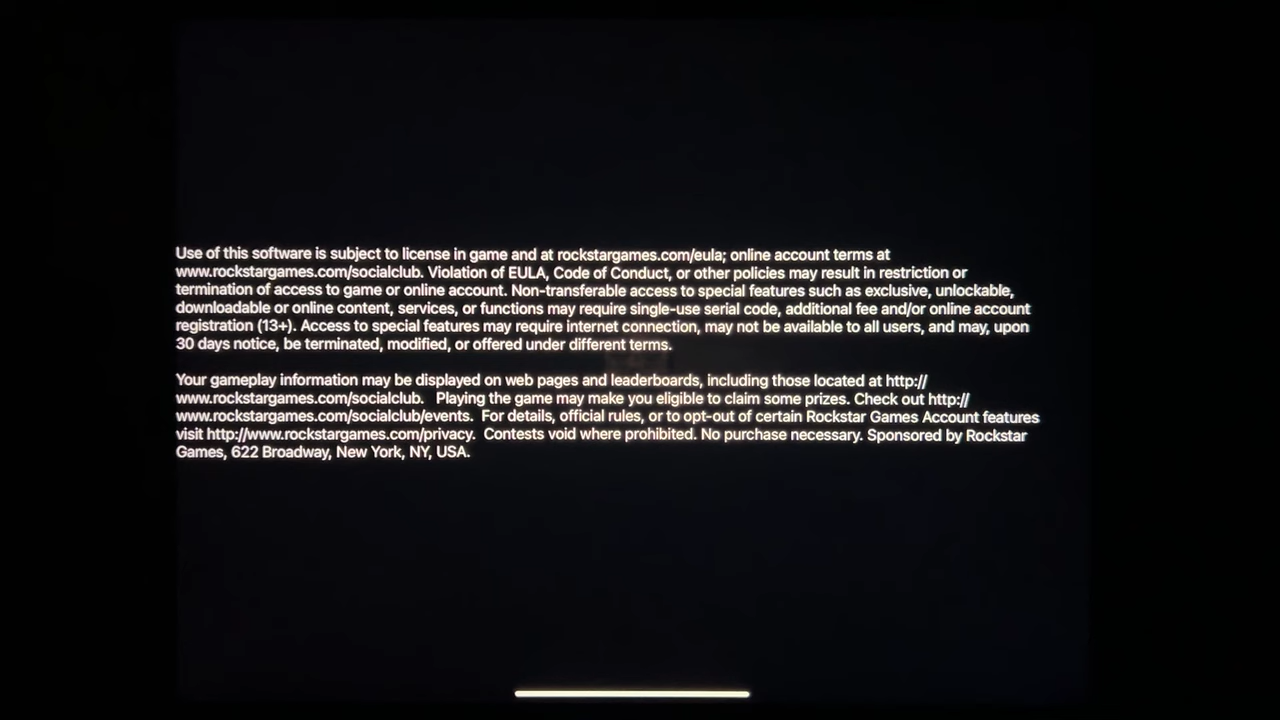 Use of this software is subject to license in game and at rockstargames.com/eula; online account terms at
www.rockstargames.com/socialclub. Violation of EULA, Code of Conduct, or other policies may result in restriction or
termination of access to game or online account. Non-transferable access to special features such as exclusive, unlockable,
downloadable or online content, services, or functions may require single-use serial code, additional fee and/or online account
registration (13+). Access to special features may require internet connection, may not be available to all users, and may, upon
30 days notice, be terminated, modified, or offered under different terms.
Your gameplay information may be displayed on web pages and leaderboards, including those located at http://
www.rockstargames.com/socialclub.   Playing the game may make you eligible to claim some prizes. Check out http://
www.rockstargames.com/socialclub/events.  For details, official rules, or to opt-out of certain Rockstar Games Account features
visit http://www.rockstargames.com/privacy.  Contests void where prohibited. No purchase necessary. Sponsored by Rockstar
Games, 622 Broadway, New York, NY, USA.